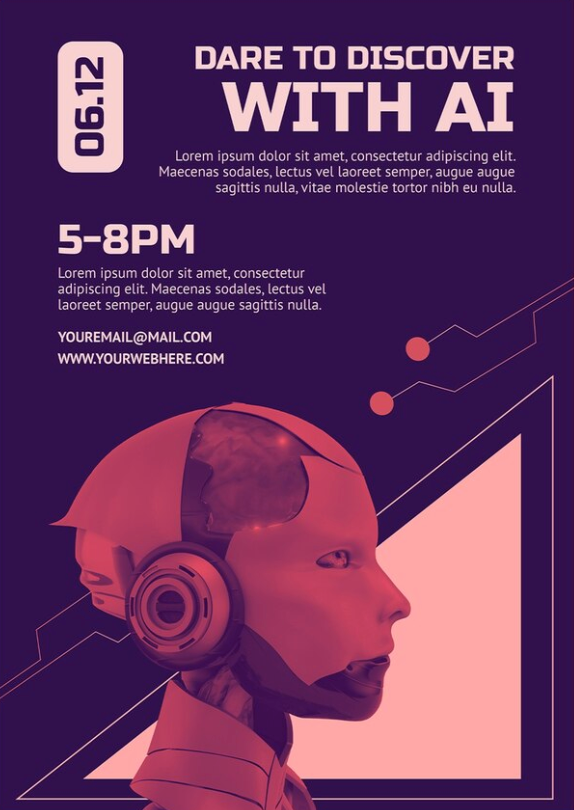 06.12
DARE TO DISCOVER
WITH AI
Lorem ipsum dolor sit amet, consectetur adipiscing elit.
Maecenas sodales, lectus vel laoreet semper, augue augue
sagittis nulla, vitae molestie tortor nibh eu nulla.
5-8PM
Lorem ipsum dolor sit amet, consectetur
adipiscing elit. Maecenas sodales, lectus vel
laoreet semper, augue augue sagittis nulla.
YOUREMAIL@MAIL.COM
WWW.YOURWEBHERE.COM